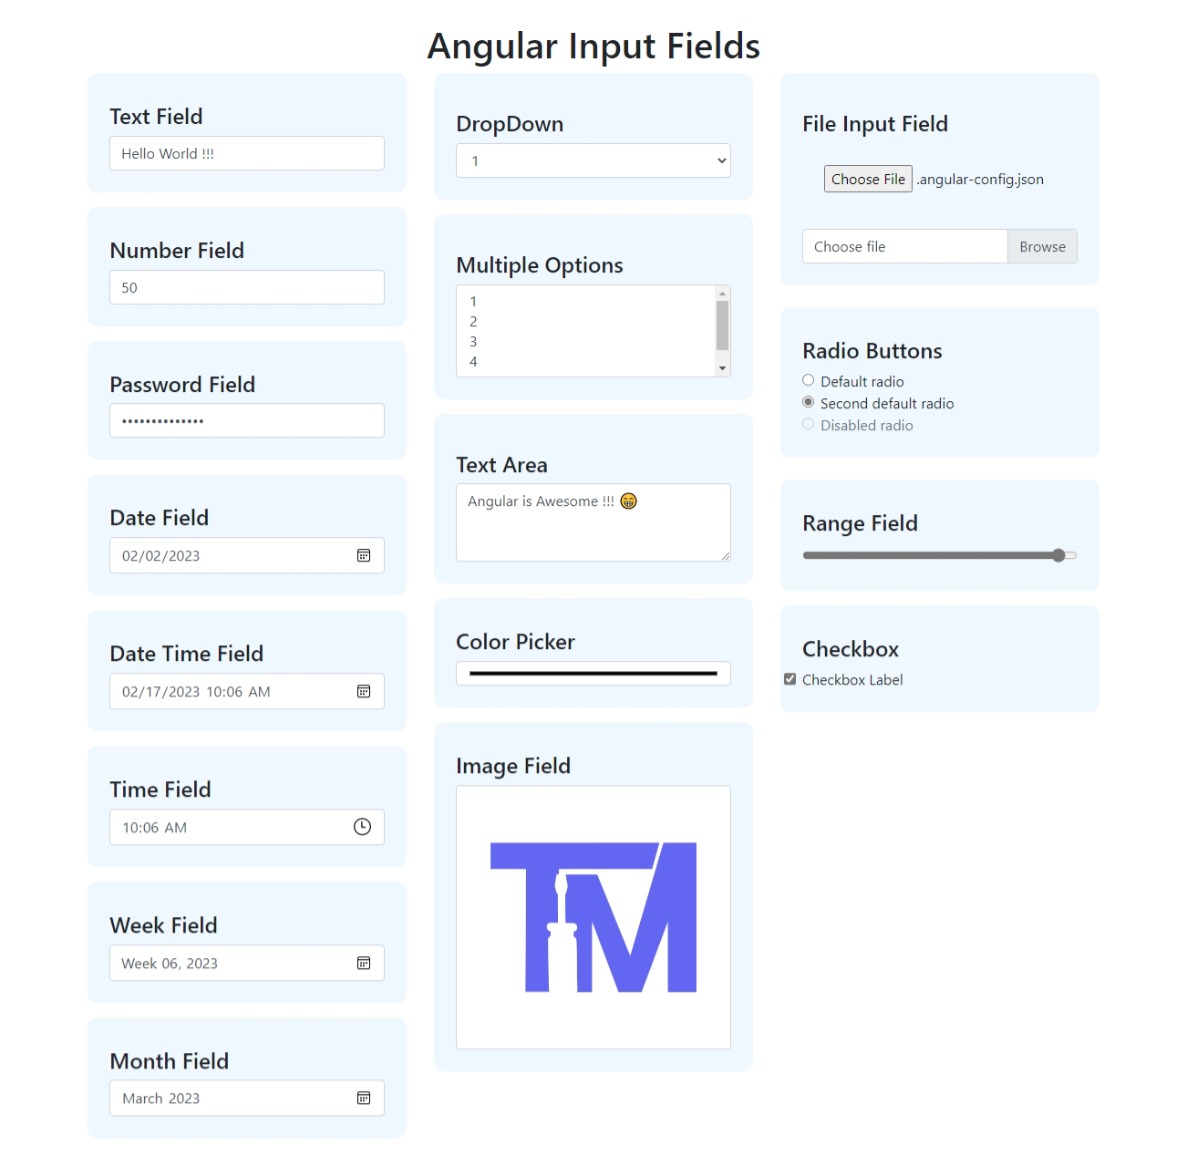 Angular Input Fields
Text Field
Hello World !!!
Number Field
50
Password Field
••••••••••••••
Date Field
02/02/2023
Date Time Field
02/17/2023 10:06 AM
Time Field
10:06 AM
Week Field
Week 06, 2023
Month Field
March 2023
DropDown
1
Multiple Options
1
2
3
4
Text Area
Angular is Awesome !!! 😁
Color Picker
Image Field
TM
File Input Field
Choose File .angular-config.json
Choose file Browse
Radio Buttons
Default radio
Second default radio
Disabled radio
Range Field
Checkbox
Checkbox Label